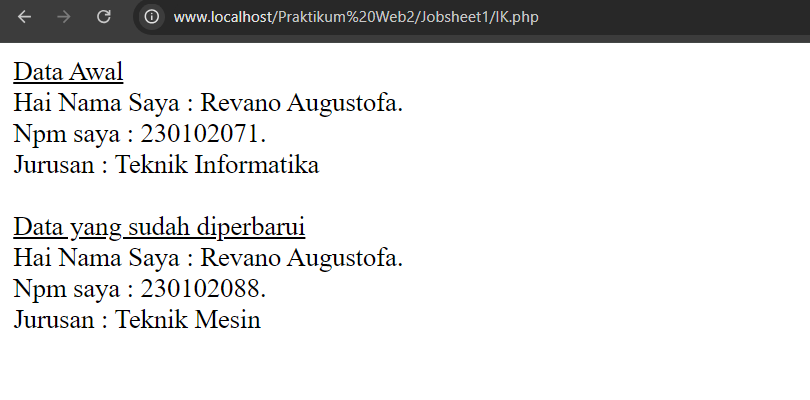 www.localhost/Praktikum%20Web2/Jobsheet1/IK.php
Data Awal
Hai Nama Saya : Revano Augustofa.
Npm saya : 230102071.
Jurusan : Teknik Informatika
Data yang sudah diperbarui
Hai Nama Saya : Revano Augustofa.
Npm saya : 230102088.
Jurusan : Teknik Mesin